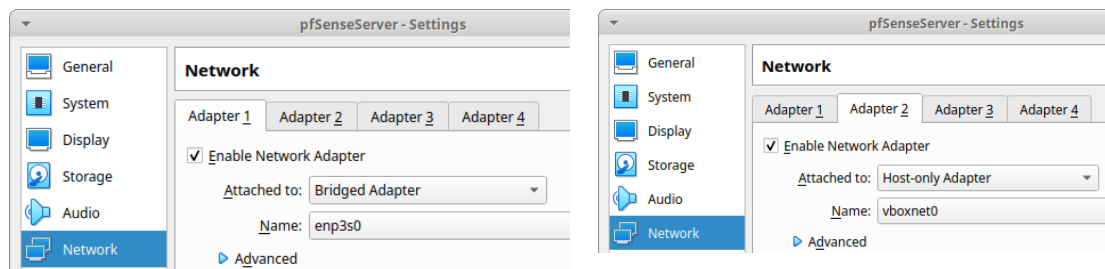 pfSenseServer - Settings
General
System
Display
Storage
Audio
Network
Network
Adapter 1 Adapter 2 Adapter 3 Adapter 4
Enable Network Adapter
Attached to: Bridged Adapter
Name: enp3s0
Advanced
pfSenseServer - Settings
General
System
Display
Storage
Audio
Network
Network
Adapter 1 Adapter 2 Adapter 3 Adapter 4
Enable Network Adapter
Attached to: Host-only Adapter
Name: vboxnet0
Advanced